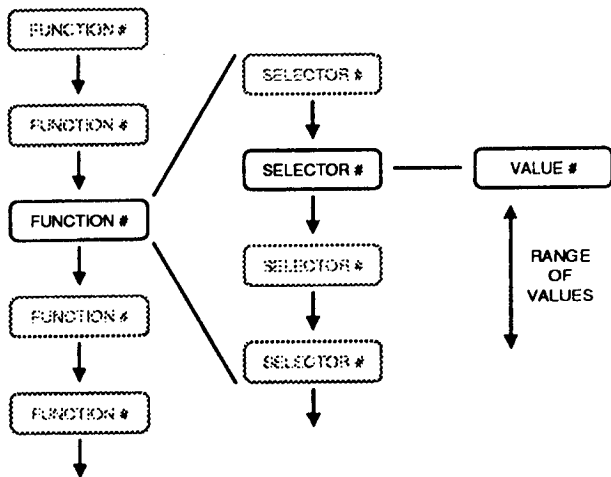 FUNCTION #
FUNCTION #
FUNCTION #
FUNCTION #
FUNCTION #
SELECTOR #
SELECTOR #
SELECTOR #
SELECTOR #
VALUE #
RANGE
OF
VALUES